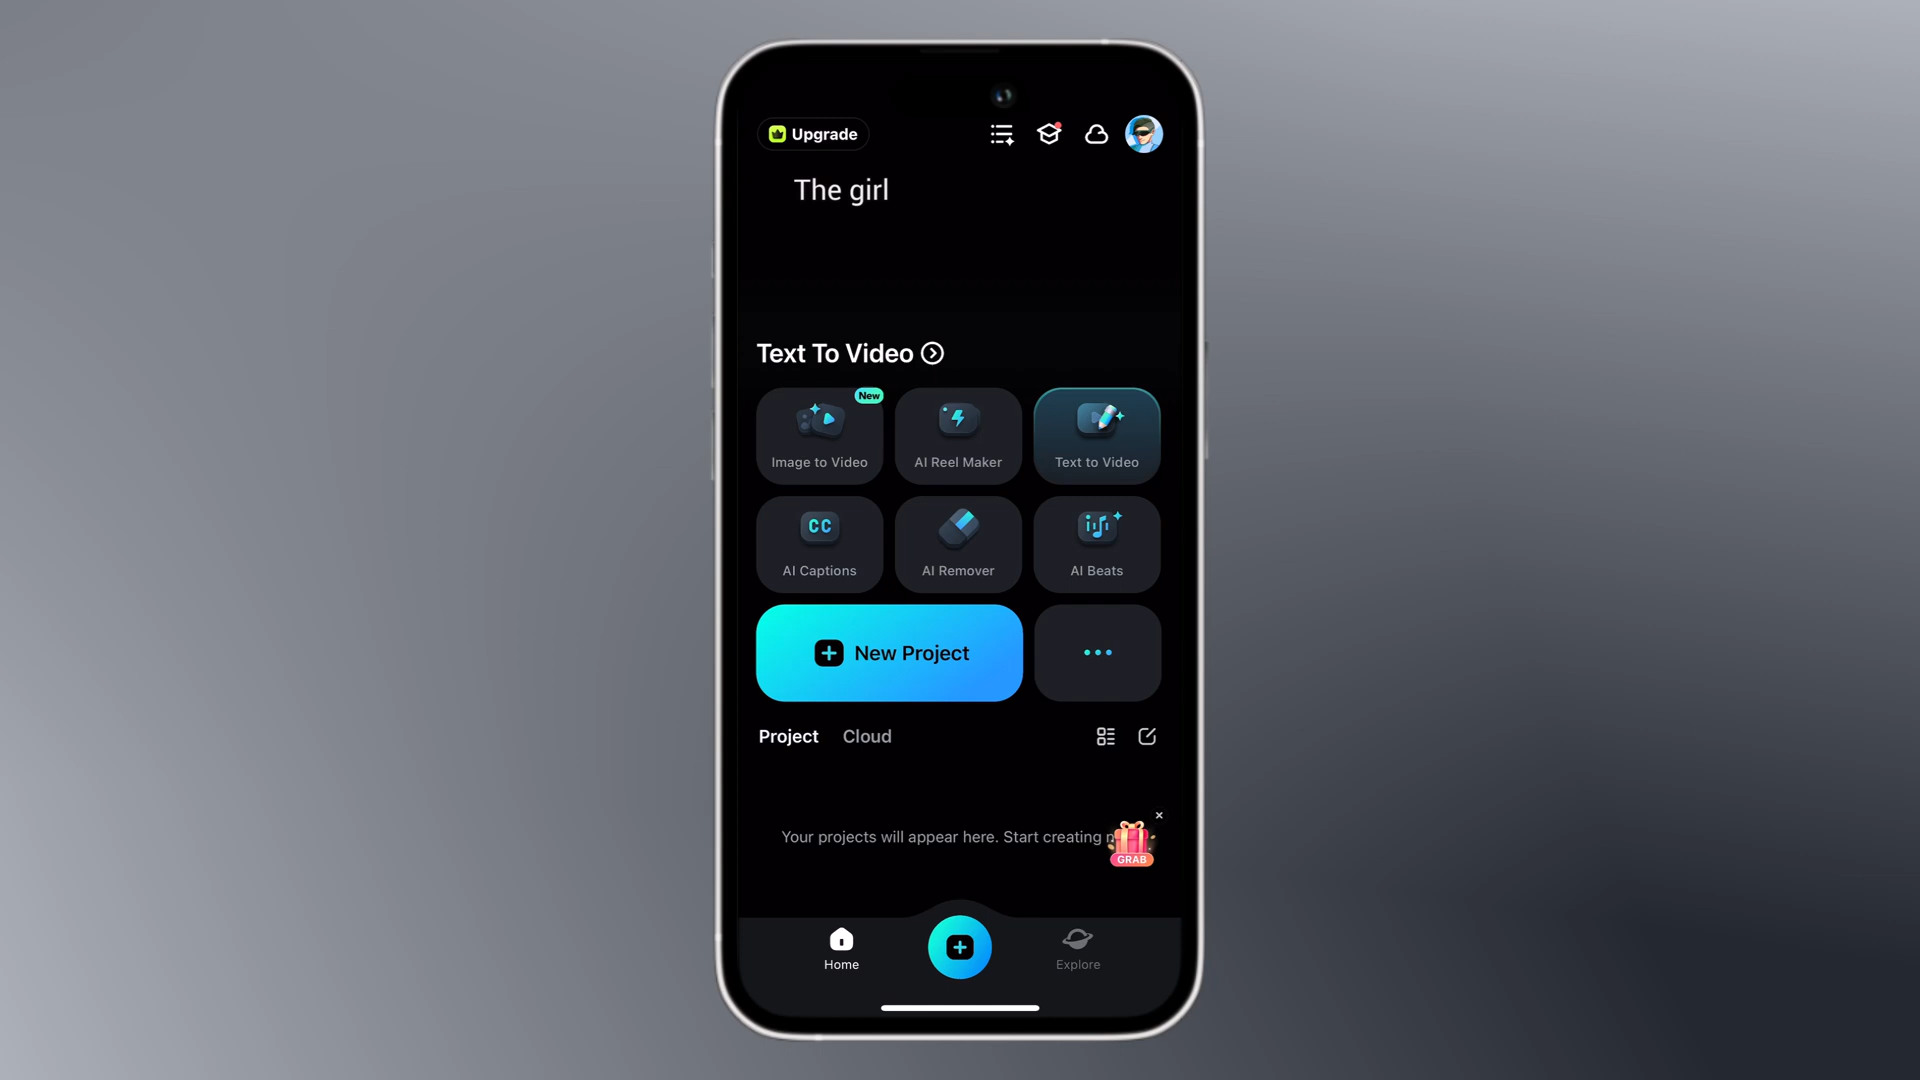 Upgrade
The girl
Text To Video
New
Image to Video
AI Reel Maker
Text to Video
CC
AI Captions
AI Remover
AI Beats
New Project
Project
Cloud
Your projects will appear here. Start creating
GRAB
Home
Explore